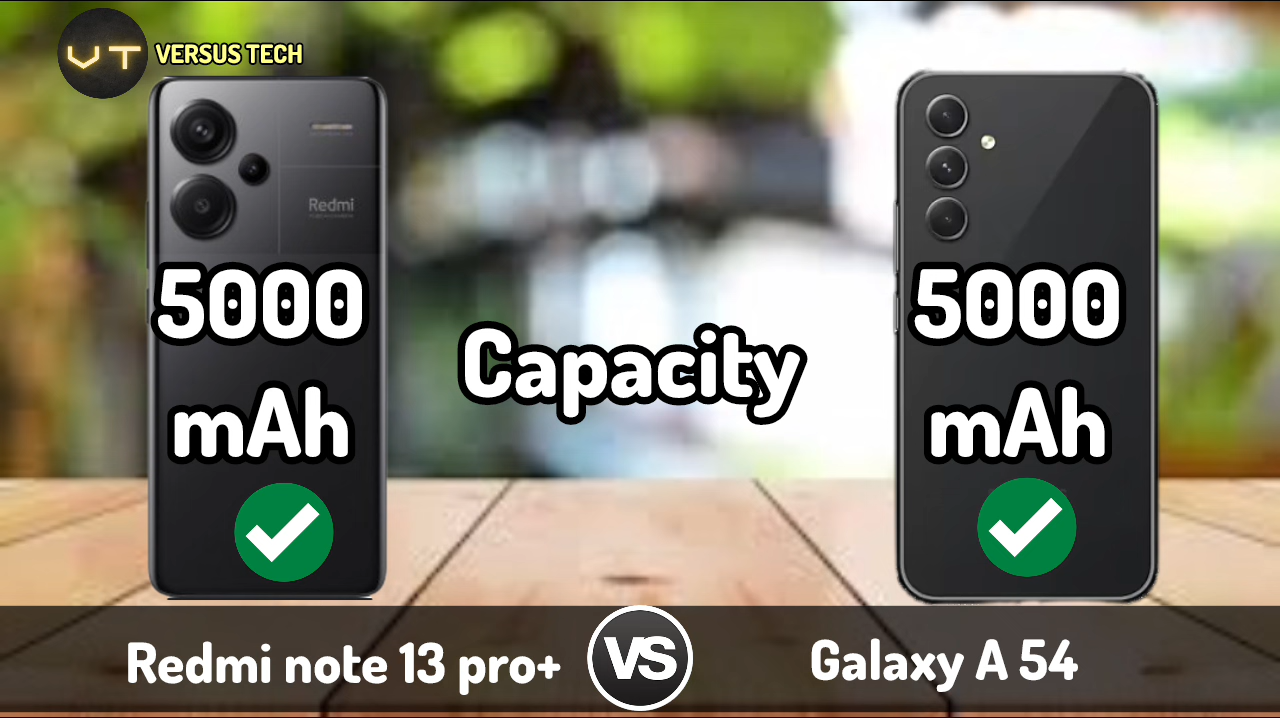 VT VERSUS TECH
Redmi
5000
mAh
Capacity
5000
mAh
Redmi note 13 pro+
VS
Galaxy A 54